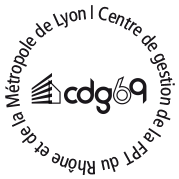 Centre de gestion de la FPT du Rhône et de la Métropole de Lyon |
cdg69